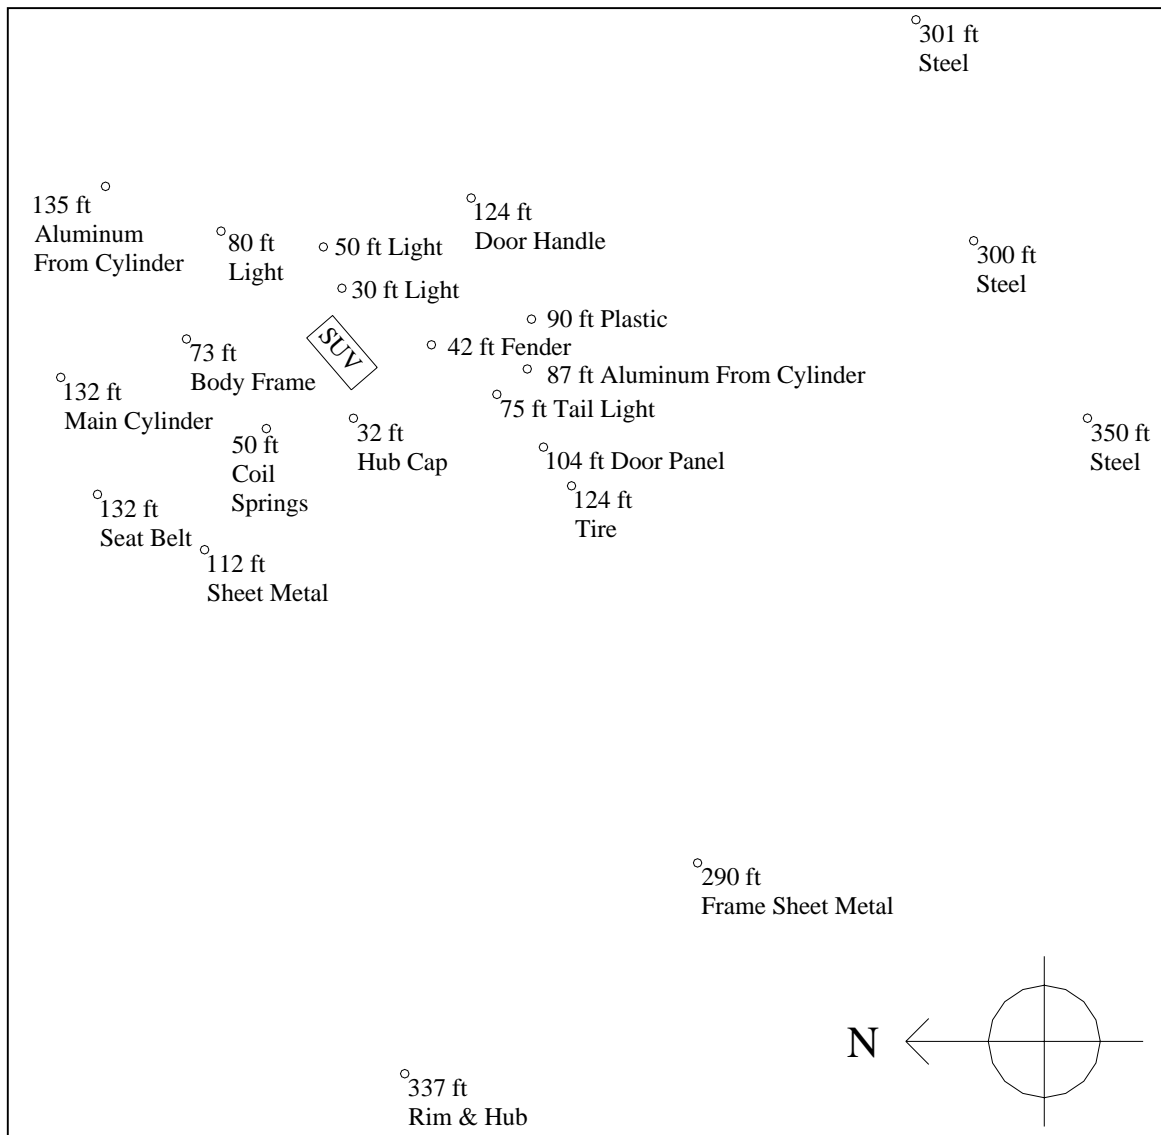 301 ft
Steel
135 ft
Aluminum
From Cylinder
80 ft
Light
50 ft Light
124 ft
Door Handle
300 ft
Steel
30 ft Light
90 ft Plastic
SUV
42 ft Fender
73 ft
Body Frame
87 ft Aluminum From Cylinder
132 ft
Main Cylinder
75 ft Tail Light
50 ft
Coil
Springs
32 ft
Hub Cap
350 ft
Steel
104 ft Door Panel
132 ft
Seat Belt
124 ft
Tire
112 ft
Sheet Metal
290 ft
Frame Sheet Metal
N
337 ft
Rim & Hub